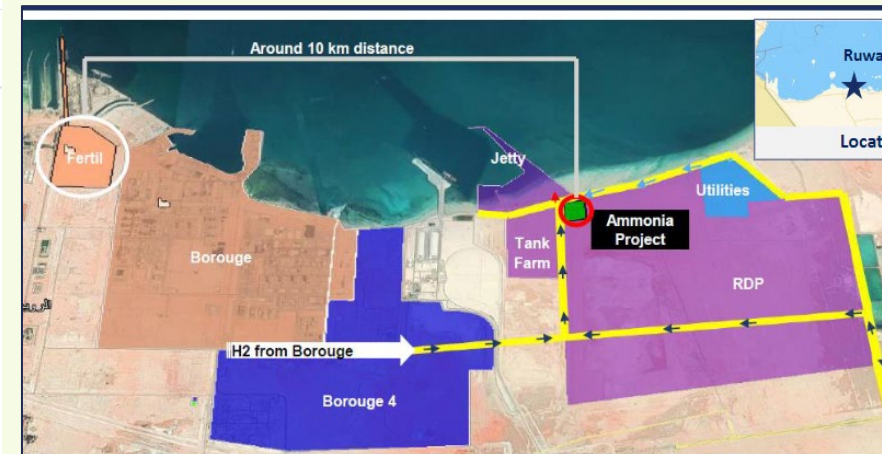 Around 10 km distance
Ruwa
Locat
Fertil
Jetty
Utilities
Ammonia
Project
Tank
Farm
Borouge
RDP
H2 from Borouge
Borouge 4